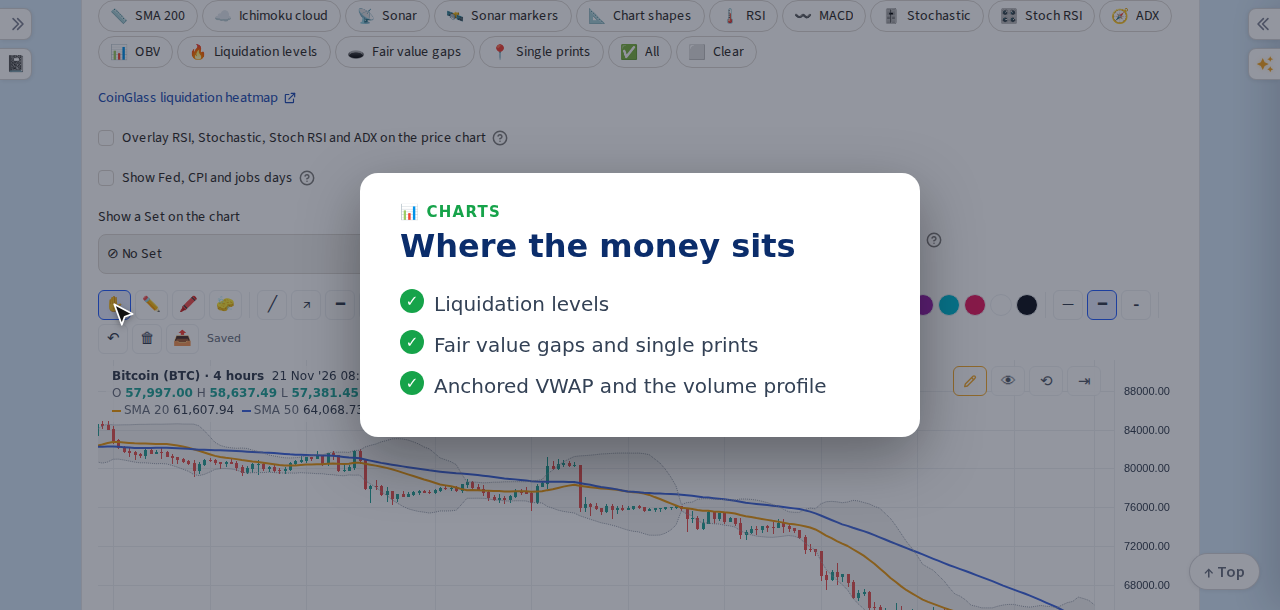 SMA 200 Ichimoku cloud Sonar Sonar markers Chart shapes RSI MACD Stochastic Stoch RSI ADX
OBV Liquidation levels Fair value gaps Single prints All Clear
CoinGlass liquidation heatmap
Overlay RSI, Stochastic, Stoch RSI and ADX on the price chart
Show Fed, CPI and jobs days
Show a Set on the chart
No Set
CHARTS
Where the money sits
Liquidation levels
Fair value gaps and single prints
Anchored VWAP and the volume profile
Saved
Bitcoin (BTC) · 4 hours 21 Nov '26 08:
O 57,997.00 H 58,637.49 L 57,381.45
SMA 20 61,607.94 SMA 50 64,068.73
88000.00
84000.00
80000.00
76000.00
72000.00
68000.00
↑ Top